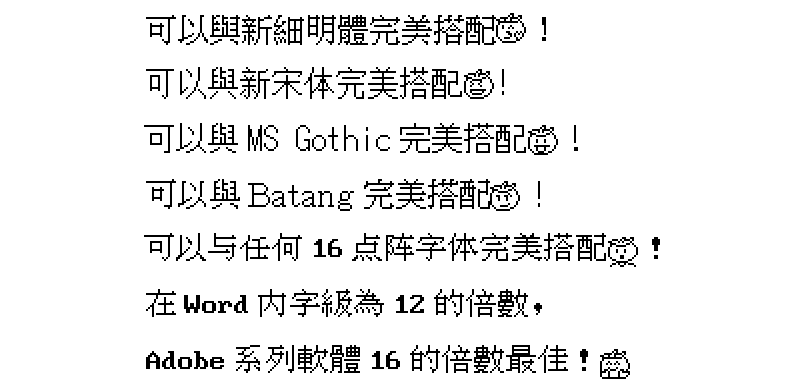 可以與新細明體完美搭配！
可以與新宋体完美搭配！
可以與 MS Gothic 完美搭配！
可以與 Batang 完美搭配！
可以与任何 16 点阵字体完美搭配！
在 Word 內字級為 12 的倍數，
Adobe 系列軟體 16 的倍數最佳！